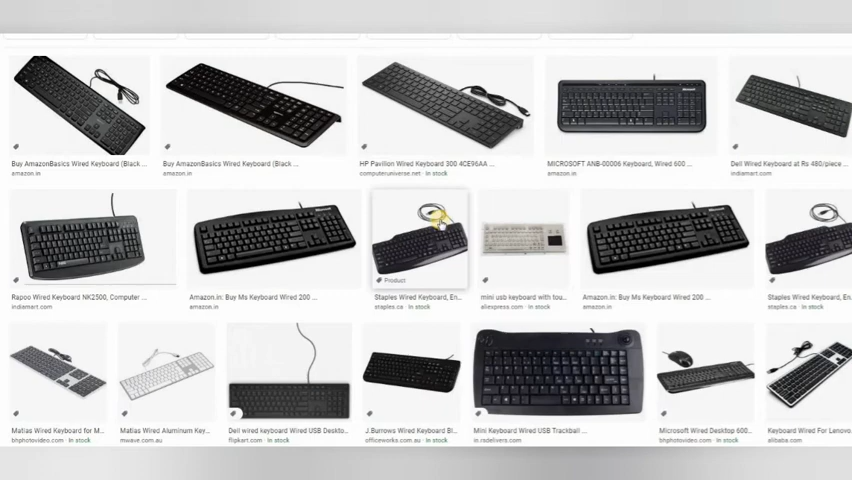 Buy AmazonBasics Wired Keyboard (Black ...
amazon.in
Buy AmazonBasics Wired Keyboard (Black ...
amazon.in
HP Pavilion Wired Keyboard 300 4CE96AA ...
computeruniverse.net · In stock
MICROSOFT ANB-00006 Keyboard, Wired 600 ...
amazon.in
Dell Wired Keyboard at Rs 480/piece ...
indiamart.com
Product
Rapoo Wired Keyboard NK2500, Computer ...
indiamart.com
Amazon.in: Buy Ms Keyboard Wired 200 ...
amazon.in
Staples Wired Keyboard, En...
staples.ca · In stock
mini usb keyboard with tou...
aliexpress.com · In stock
Amazon.in: Buy Ms Keyboard Wired 200 ...
amazon.in
Staples Wired Keyboard, En...
staples.ca · In stock
Matias Wired Keyboard for M...
bhphotovideo.com · In stock
Matias Wired Aluminum Key...
mwave.com.au
Dell wired keyboard Wired USB Deskto...
flipkart.com · In stock
J.Burrows Wired Keyboard Bl...
officeworks.com.au · In stock
Mini Keyboard Wired USB Trackball ...
in.rsdelivers.com
Microsoft Wired Desktop 600...
bhphotovideo.com · In stock
Keyboard Wired For Lenovo
alibaba.com